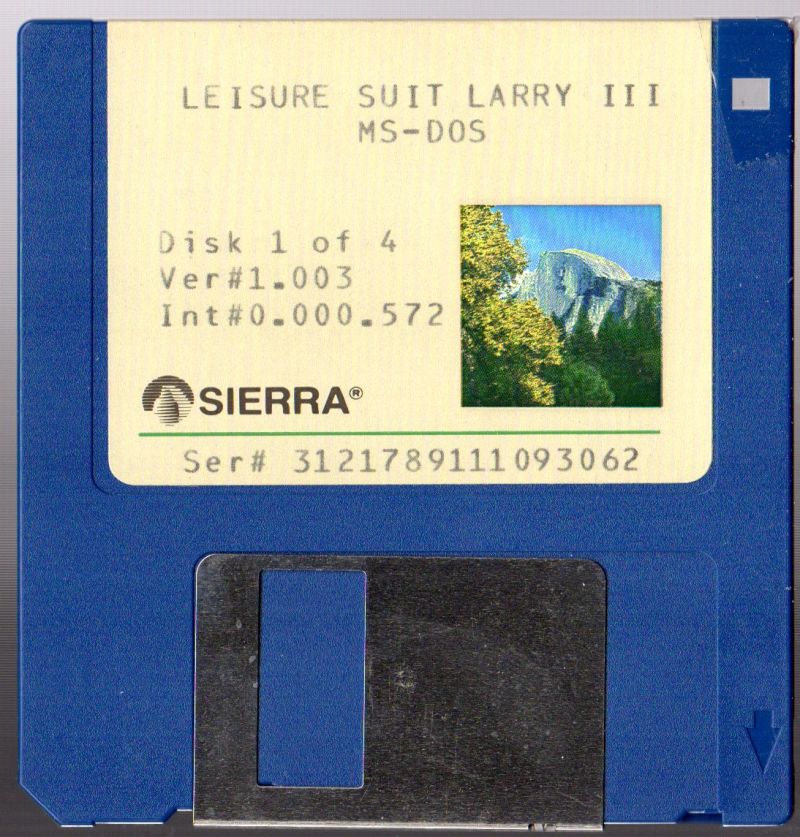 LEISURE SUIT LARRY III
MS-DOS
Disk 1 of 4
Ver#1.003
Int#0.000.572
SIERRA®
Ser# 3121789111093062